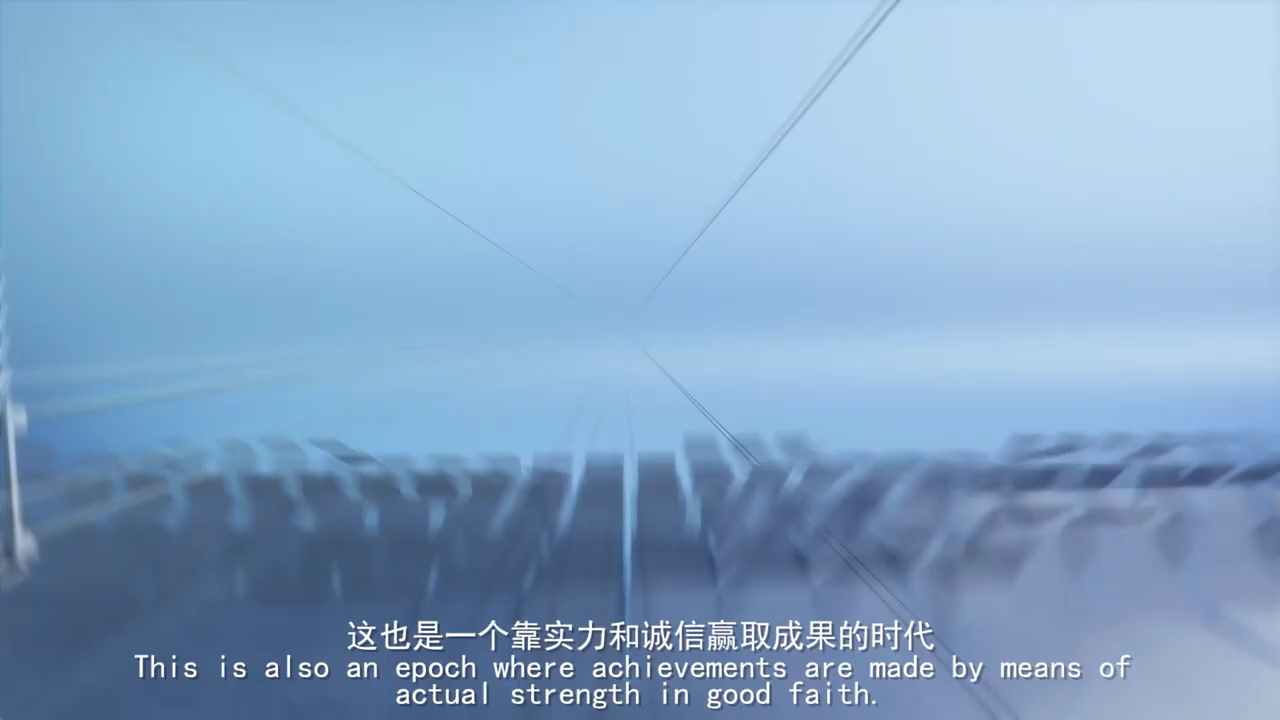 这也是一个靠实力和诚信赢取成果的时代
This is also an epoch where achievements are made by means of
actual strength in good faith.